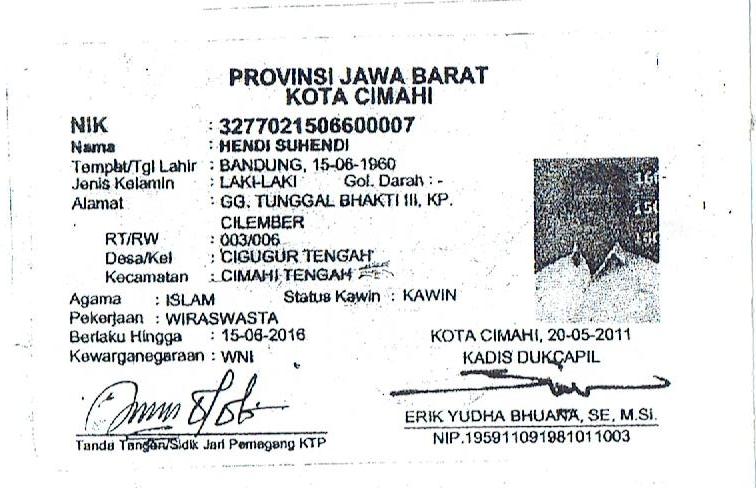 PROVINSI JAWA BARAT
KOTA CIMAHI
NIK : 3277021506600007
Nama : HENDI SUHENDI
Tempat/Tgl Lahir : BANDUNG, 15-06-1960
Jenis Kelamin : LAKI-LAKI Gol. Darah : -
Alamat : GG. TUNGGAL BHAKTI III, KP.
CILEMBER
RT/RW : 003/006
Desa/Kel : CIGUGUR TENGAH
Kecamatan : CIMAHI TENGAH
Agama : ISLAM Status Kawin : KAWIN
Pekerjaan : WIRASWASTA
Berlaku Hingga : 15-06-2016
Kewarganegaraan : WNI
160
150
KOTA CIMAHI, 20-05-2011
KADIS DUKCAPIL
ERIK YUDHA BHUANA, SE, M.Si.
NIP.195911091981011003
Tanda Tangan/Sidik Jari Pemegang KTP